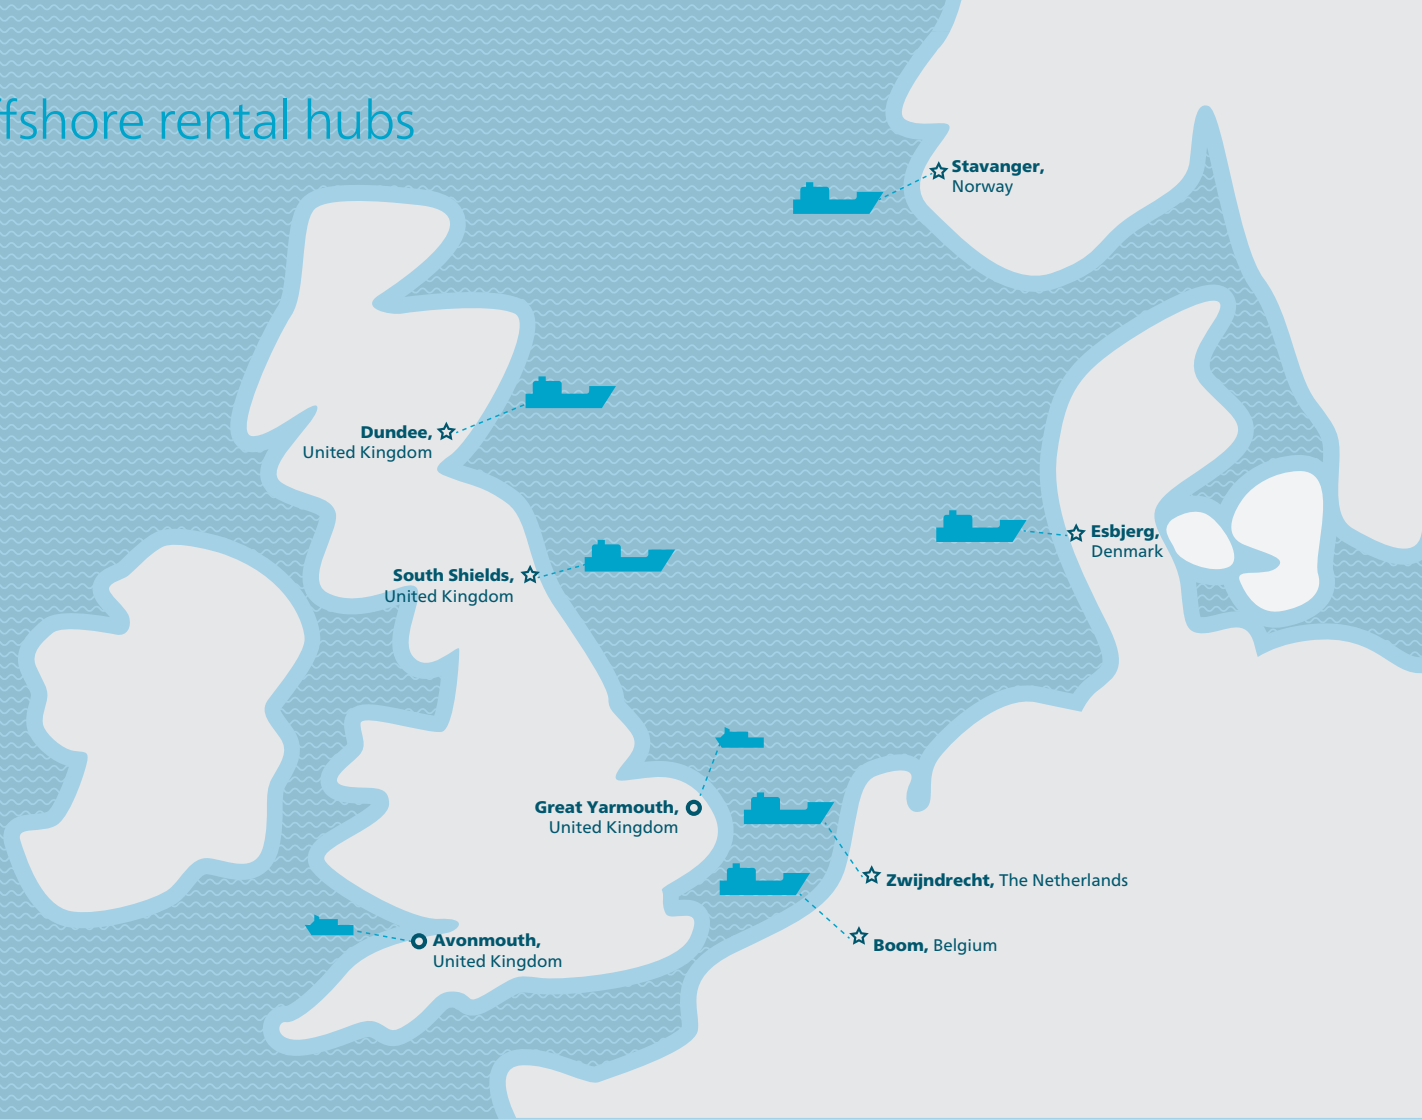 ffshore rental hubs
Stavanger,
Norway
Dundee,
United Kingdom
Esbjerg,
Denmark
South Shields,
United Kingdom
Great Yarmouth,
United Kingdom
Zwijndrecht, The Netherlands
Avonmouth,
United Kingdom
Boom, Belgium